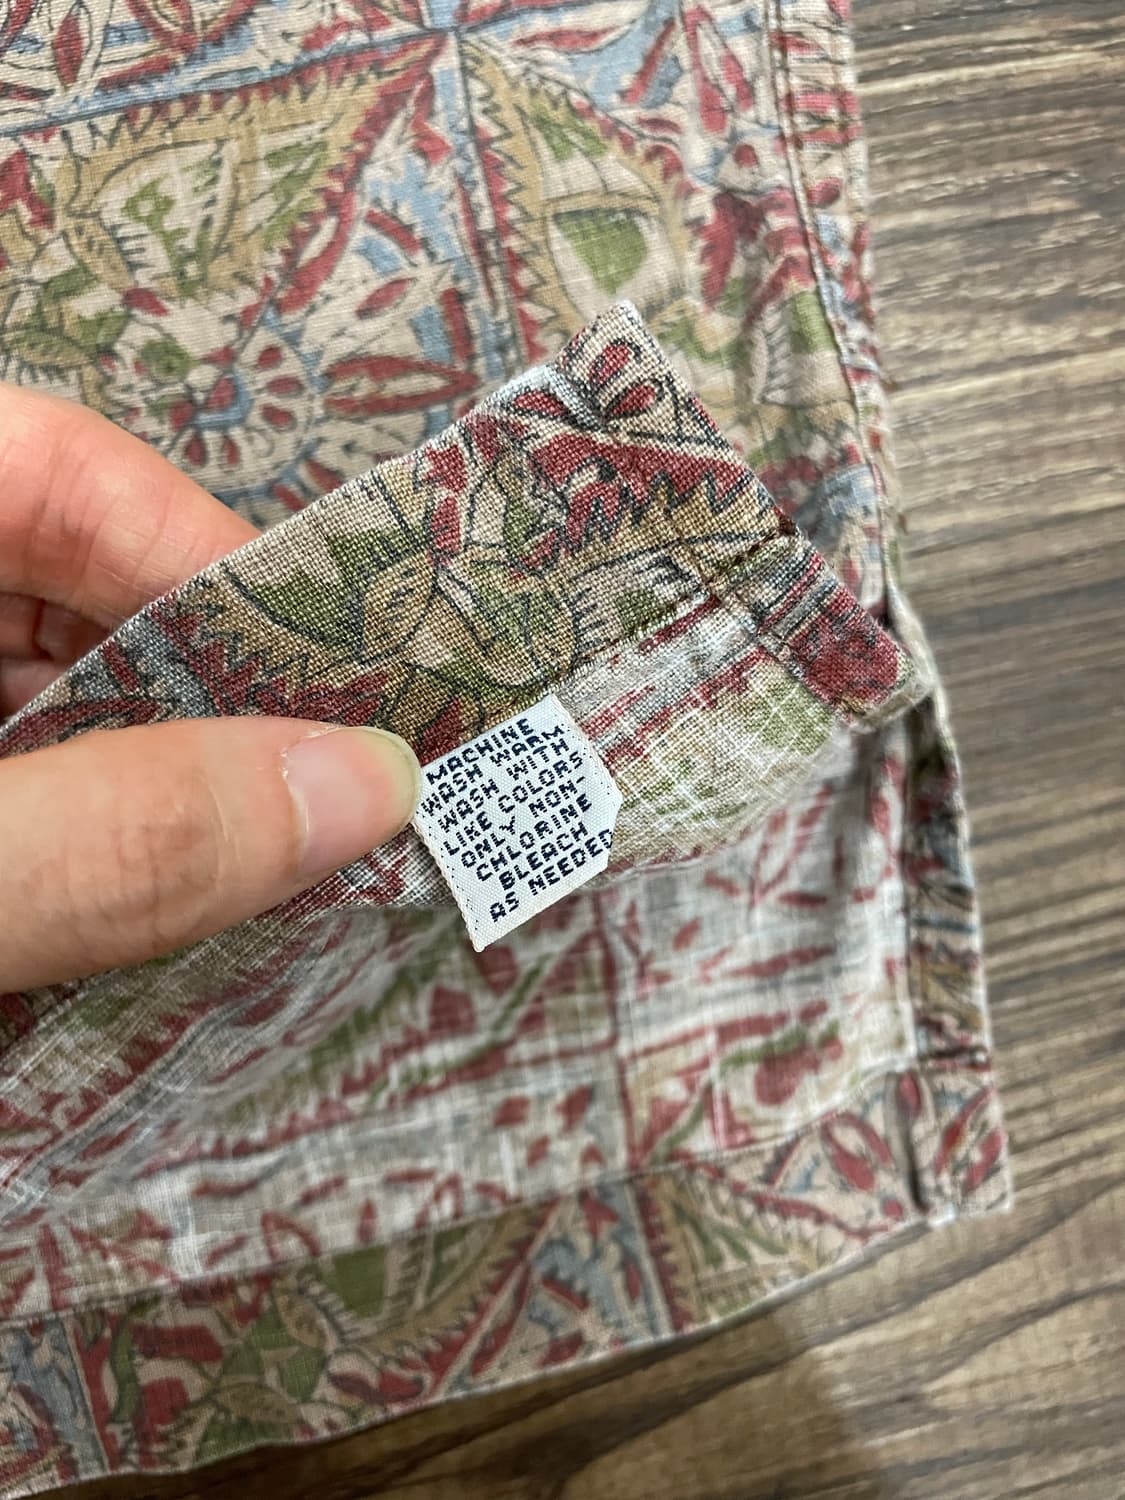 MACHINE
WASH WARM
WASH WITH
LIKE COLORS
ONLY NON-
CHLORINE
BLEACH
AS NEEDED